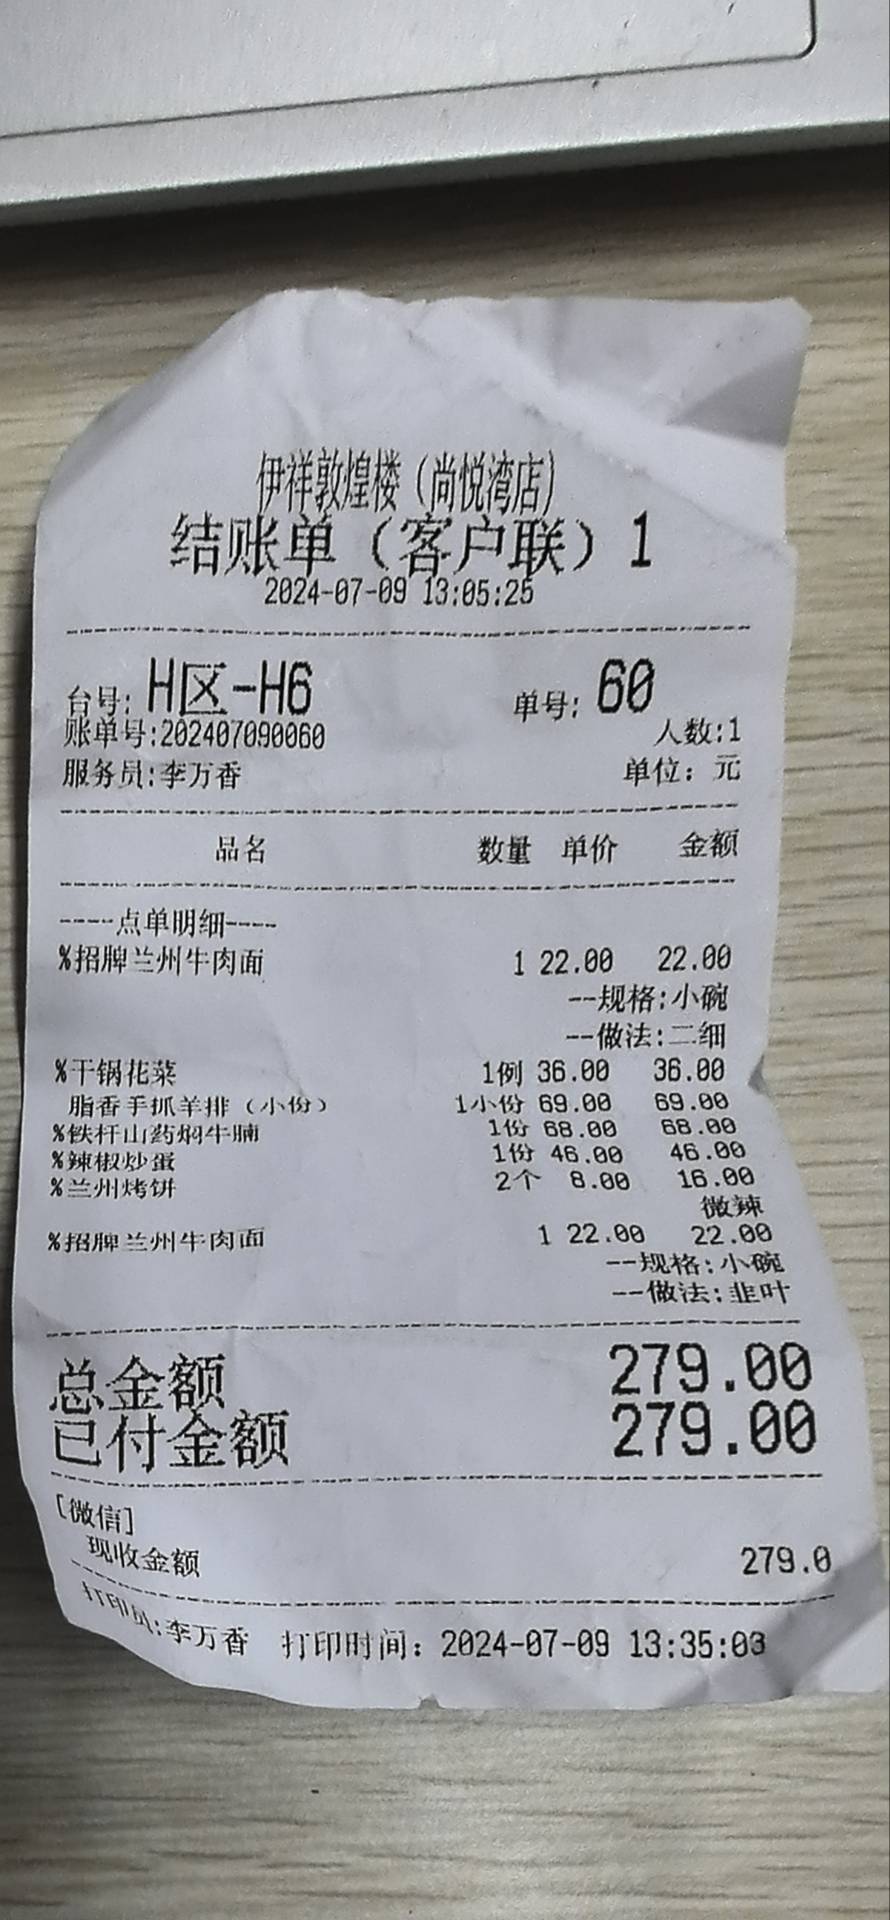 伊祥敦煌楼（尚悦湾店）
结账单（客户联）1
2024-07-09 13:05:25
台号: H区-H6 单号: 60
账单号:202407090060 人数:1
服务员:李万香 单位: 元
品名 数量 单价 金额
----点单明细----
%招牌兰州牛肉面 1 22.00 22.00
--规格:小碗
--做法:二细
%干锅花菜 1例 36.00 36.00
脂香手抓羊排（小份） 1小份 69.00 69.00
%铁杆山药焖牛腩 1份 68.00 68.00
%辣椒炒蛋 1份 46.00 46.00
%兰州烤饼 2个 8.00 16.00
微辣
%招牌兰州牛肉面 1 22.00 22.00
--规格:小碗
--做法:韭叶
总金额 279.00
已付金额 279.00
[微信]
现收金额 279.0
打印员:李万香 打印时间: 2024-07-09 13:35:03